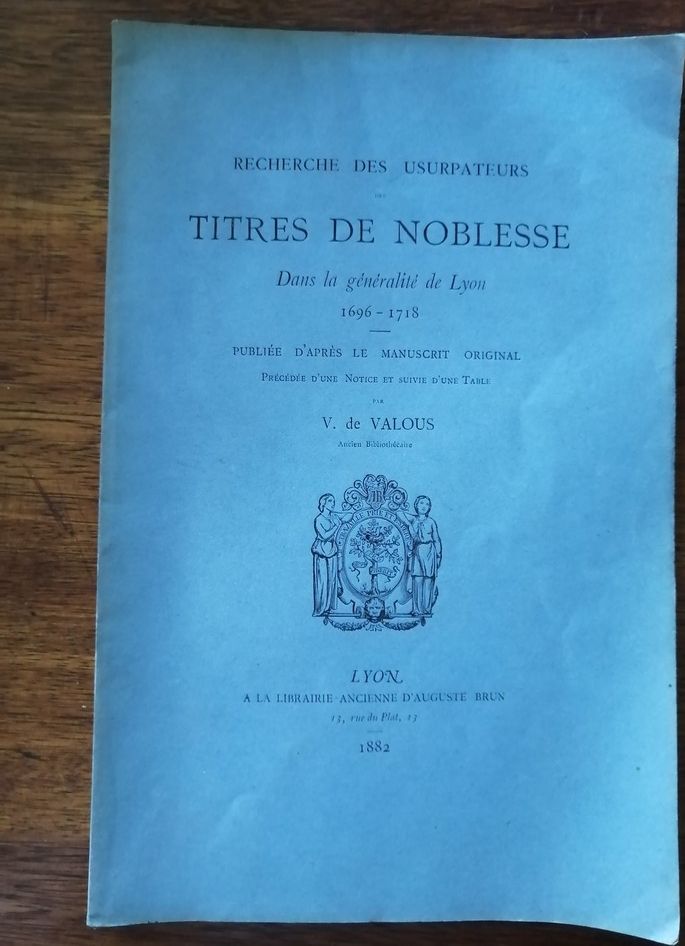 RECHERCHE DES USURPATEURS
DES
TITRES DE NOBLESSE
Dans la généralité de Lyon
1696 - 1718
PUBLIÉE D'APRÈS LE MANUSCRIT ORIGINAL
PRÉCÉDÉE D'UNE NOTICE ET SUIVIE D'UNE TABLE
PAR
V. de VALOUS
Ancien Bibliothécaire
AB
LYON
A LA LIBRAIRIE ANCIENNE D'AUGUSTE BRUN
13, rue du Plat, 13
1882